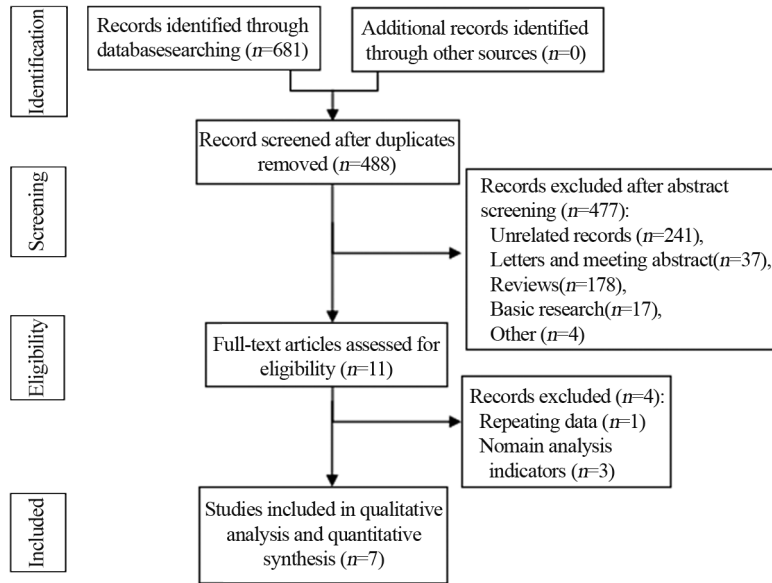 Identification
Records identified through
databasesearching (n=681)
Additional records identified
through other sources (n=0)
Record screened after duplicates
removed (n=488)
Screening
Records excluded after abstract
screening (n=477):
Unrelated records (n=241),
Letters and meeting abstract(n=37),
Reviews(n=178),
Basic research(n=17),
Other (n=4)
Eligibility
Full-text articles assessed for
eligibility (n=11)
Records excluded (n=4):
Repeating data (n=1)
Nomain analysis
indicators (n=3)
Included
Studies included in qualitative
analysis and quantitative
synthesis (n=7)